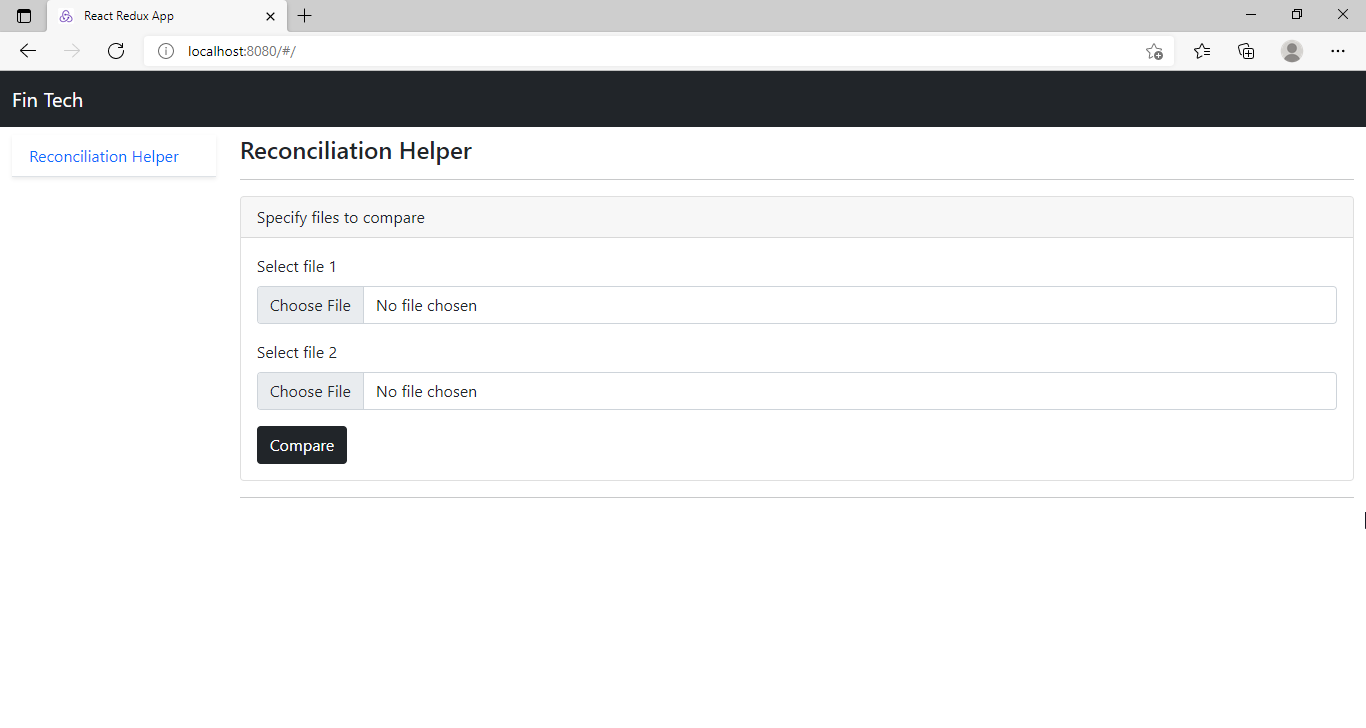 React Redux App
localhost:8080/#/
Fin Tech
Reconciliation Helper
Reconciliation Helper
Specify files to compare
Select file 1
Choose File No file chosen
Select file 2
Choose File No file chosen
Compare